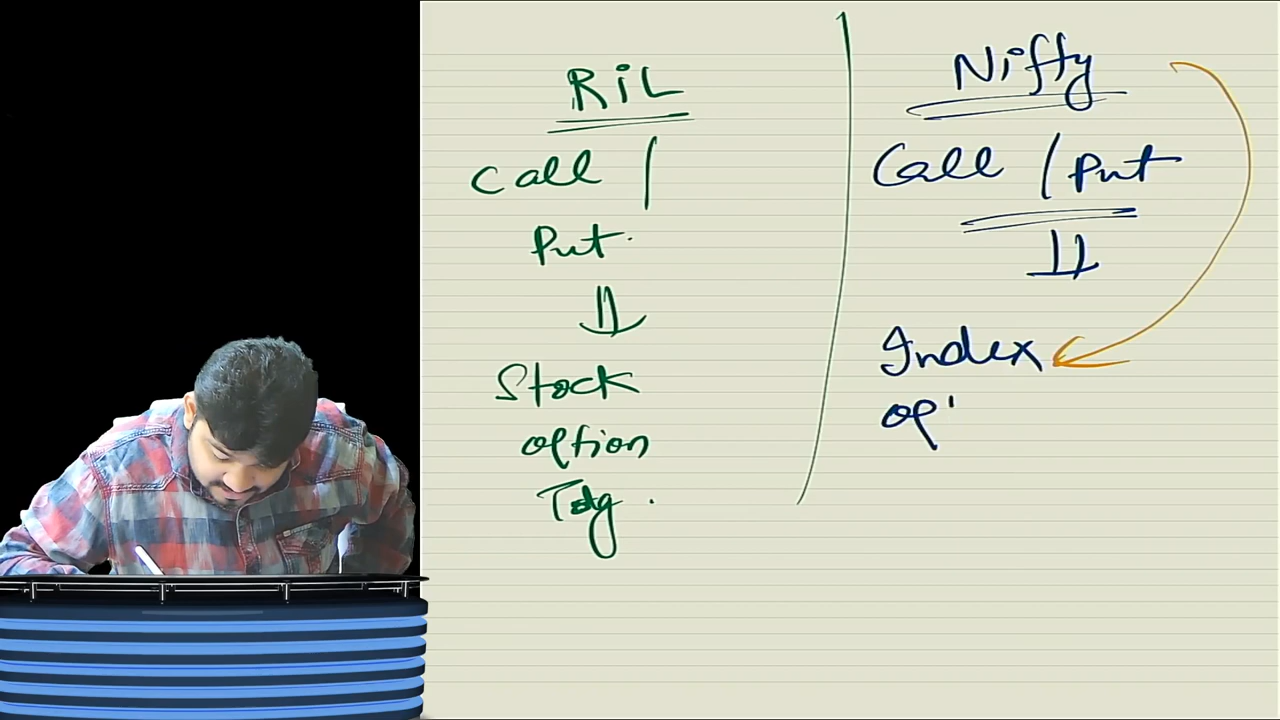 RiL
Call /
Put.
Stock
option
Tdg.
Nifty
Call / Put
Index
op'